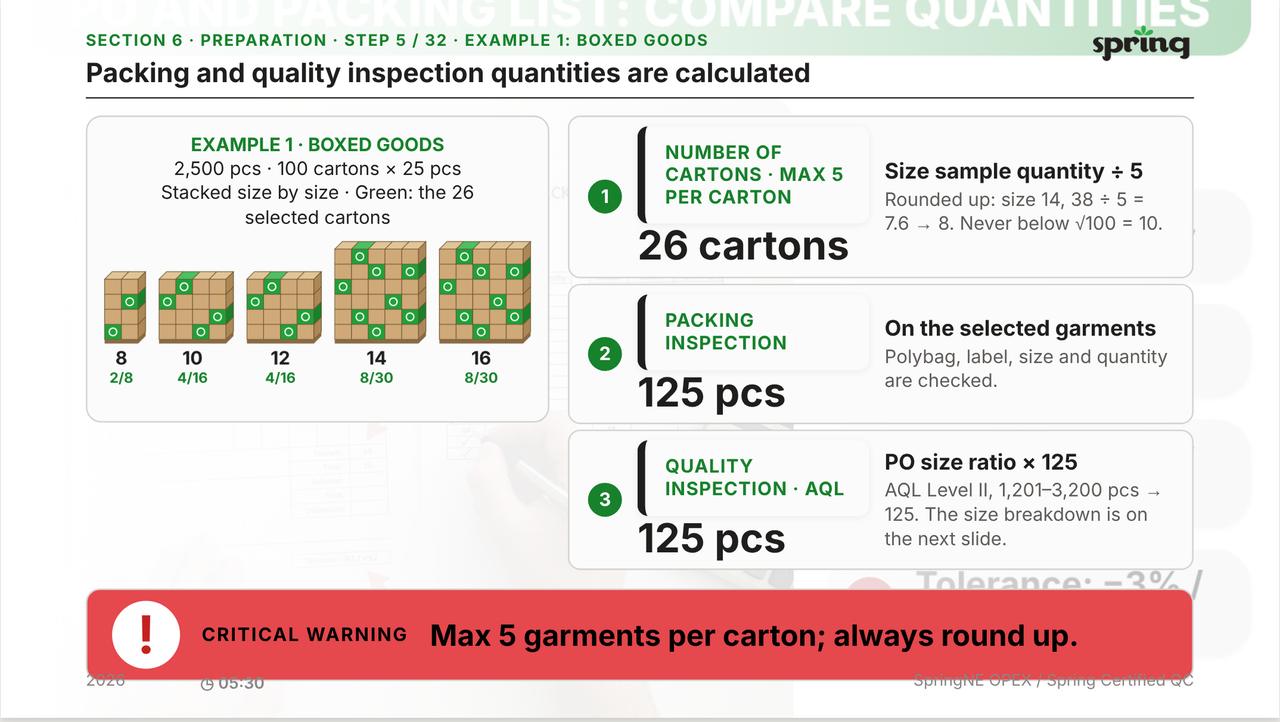 PO AND PACKING LIST: COMPARE QUANTITIES
SECTION 6 · PREPARATION · STEP 5 / 32 · EXAMPLE 1: BOXED GOODS
spring
Packing and quality inspection quantities are calculated
EXAMPLE 1 · BOXED GOODS
2,500 pcs · 100 cartons × 25 pcs
Stacked size by size · Green: the 26
selected cartons
8
10
12
14
16
2/8
4/16
4/16
8/30
8/30
1
NUMBER OF
CARTONS · MAX 5
PER CARTON
26 cartons
Size sample quantity ÷ 5
Rounded up: size 14, 38 ÷ 5 =
7.6 → 8. Never below √100 = 10.
2
PACKING
INSPECTION
125 pcs
On the selected garments
Polybag, label, size and quantity
are checked.
3
QUALITY
INSPECTION · AQL
125 pcs
PO size ratio × 125
AQL Level II, 1,201–3,200 pcs →
125. The size breakdown is on
the next slide.
Tolerance: −3% /
! CRITICAL WARNING Max 5 garments per carton; always round up.
2026
05:30
SpringNE OPEX / Spring Certified QC